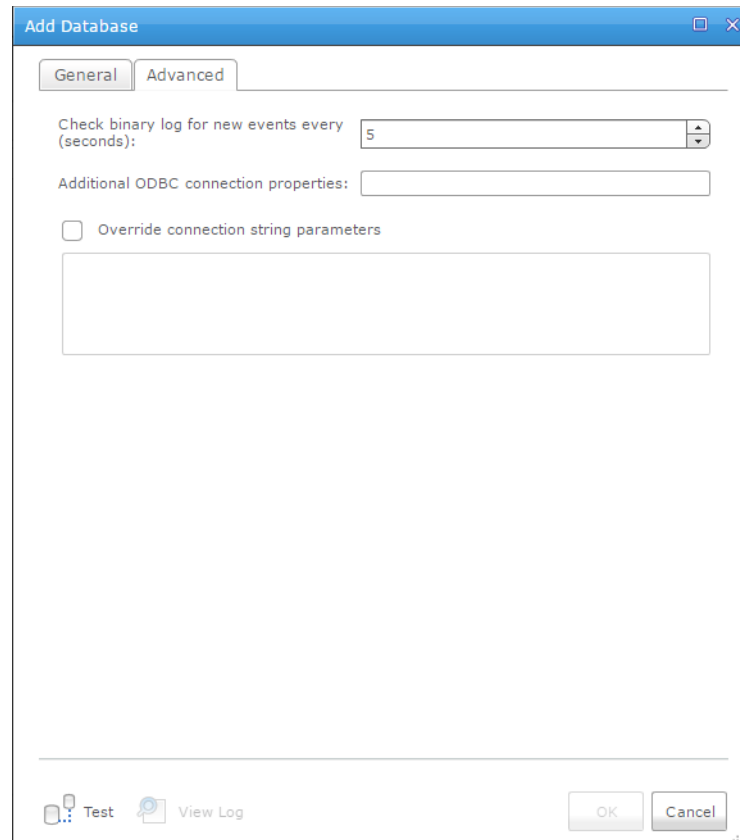 Add Database
General Advanced
Check binary log for new events every
(seconds):
5
Additional ODBC connection properties:
Override connection string parameters
Test View Log OK Cancel